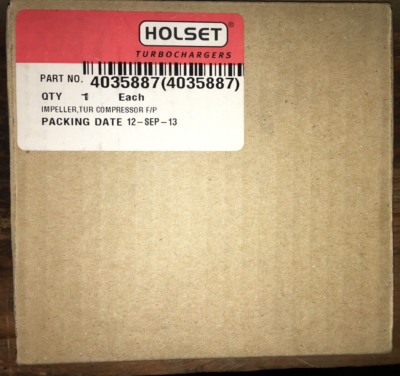 HOLSET®
TURBOCHARGERS
PART NO. 4035887(4035887)
QTY 1 Each
IMPELLER,TUR COMPRESSOR F/P
PACKING DATE 12-SEP-13